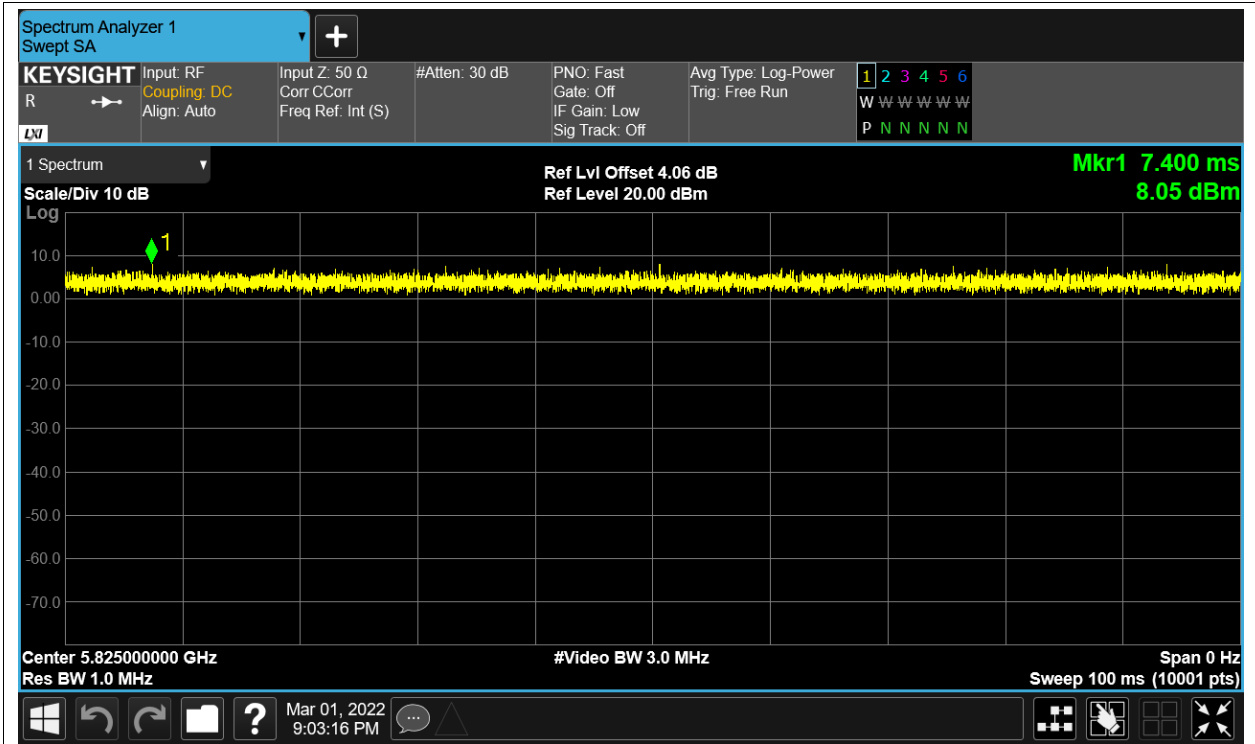 Spectrum Analyzer 1
Swept SA
KEYSIGHT
R
LXI
Input: RF
Coupling: DC
Align: Auto
Input Z: 50 Ω
Corr CCorr
Freq Ref: Int (S)
#Atten: 30 dB
PNO: Fast
Gate: Off
IF Gain: Low
Sig Track: Off
Avg Type: Log-Power
Trig: Free Run
1 2 3 4 5 6
W W W W W W
P N N N N N
1 Spectrum
Scale/Div 10 dB
Ref Lvl Offset 4.06 dB
Ref Level 20.00 dBm
Mkr1 7.400 ms
8.05 dBm
Log
1
10.0
0.00
-10.0
-20.0
-30.0
-40.0
-50.0
-60.0
-70.0
Center 5.825000000 GHz
#Video BW 3.0 MHz
Span 0 Hz
Res BW 1.0 MHz
Sweep 100 ms (10001 pts)
?
Mar 01, 2022
9:03:16 PM